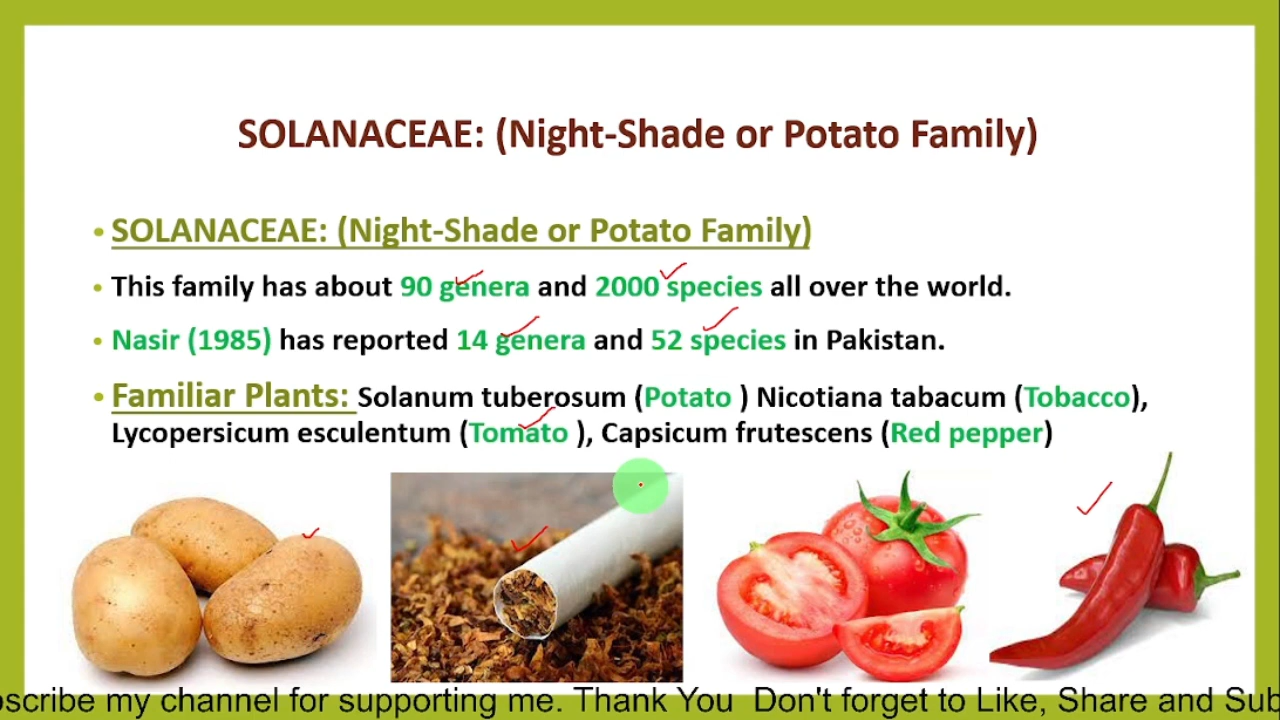 SOLANACEAE: (Night-Shade or Potato Family)
• SOLANACEAE: (Night-Shade or Potato Family)
• This family has about 90 genera and 2000 species all over the world.
• Nasir (1985) has reported 14 genera and 52 species in Pakistan.
• Familiar Plants: Solanum tuberosum (Potato ) Nicotiana tabacum (Tobacco),
Lycopersicum esculentum (Tomato ), Capsicum frutescens (Red pepper)
bscribe my channel for supporting me. Thank You  Don't forget to Like, Share and Sub